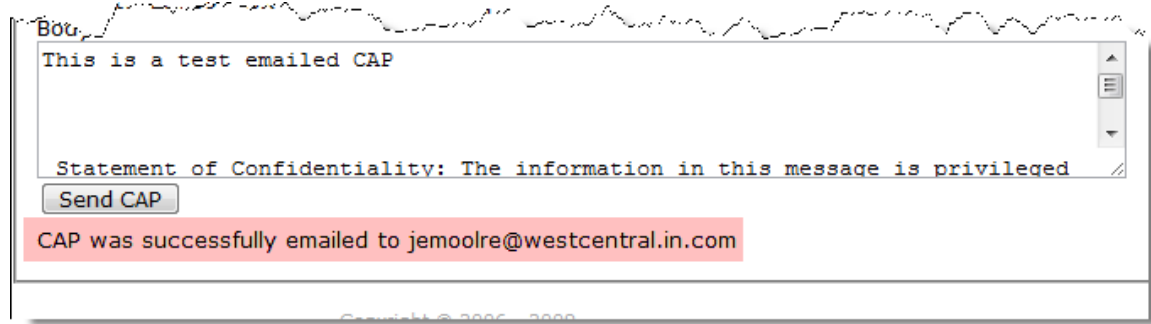 This is a test emailed CAP
Statement of Confidentiality: The information in this message is privileged
Send CAP
CAP was successfully emailed to jemoolre@westcentral.in.com